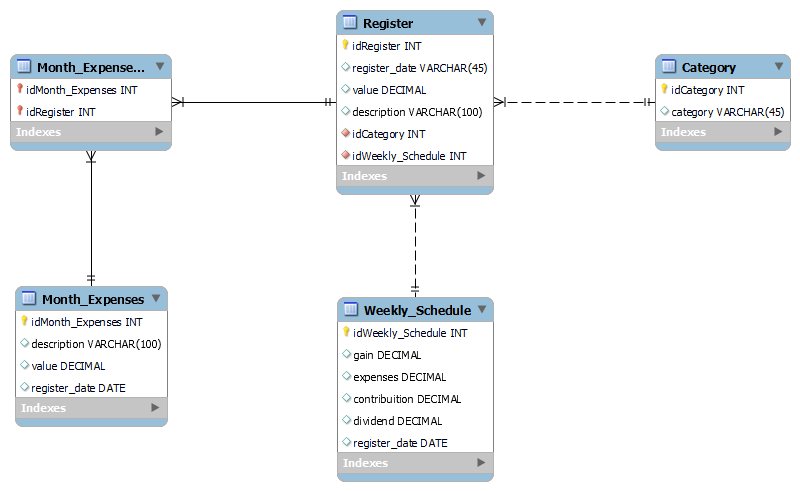 Register
idRegister INT
register_date VARCHAR(45)
value DECIMAL
description VARCHAR(100)
idCategory INT
idWeekly_Schedule INT
Indexes
Month_Expense...
idMonth_Expenses INT
idRegister INT
Indexes
Category
idCategory INT
category VARCHAR(45)
Indexes
Month_Expenses
idMonth_Expenses INT
description VARCHAR(100)
value DECIMAL
register_date DATE
Indexes
Weekly_Schedule
idWeekly_Schedule INT
gain DECIMAL
expenses DECIMAL
contribuition DECIMAL
dividend DECIMAL
register_date DATE
Indexes